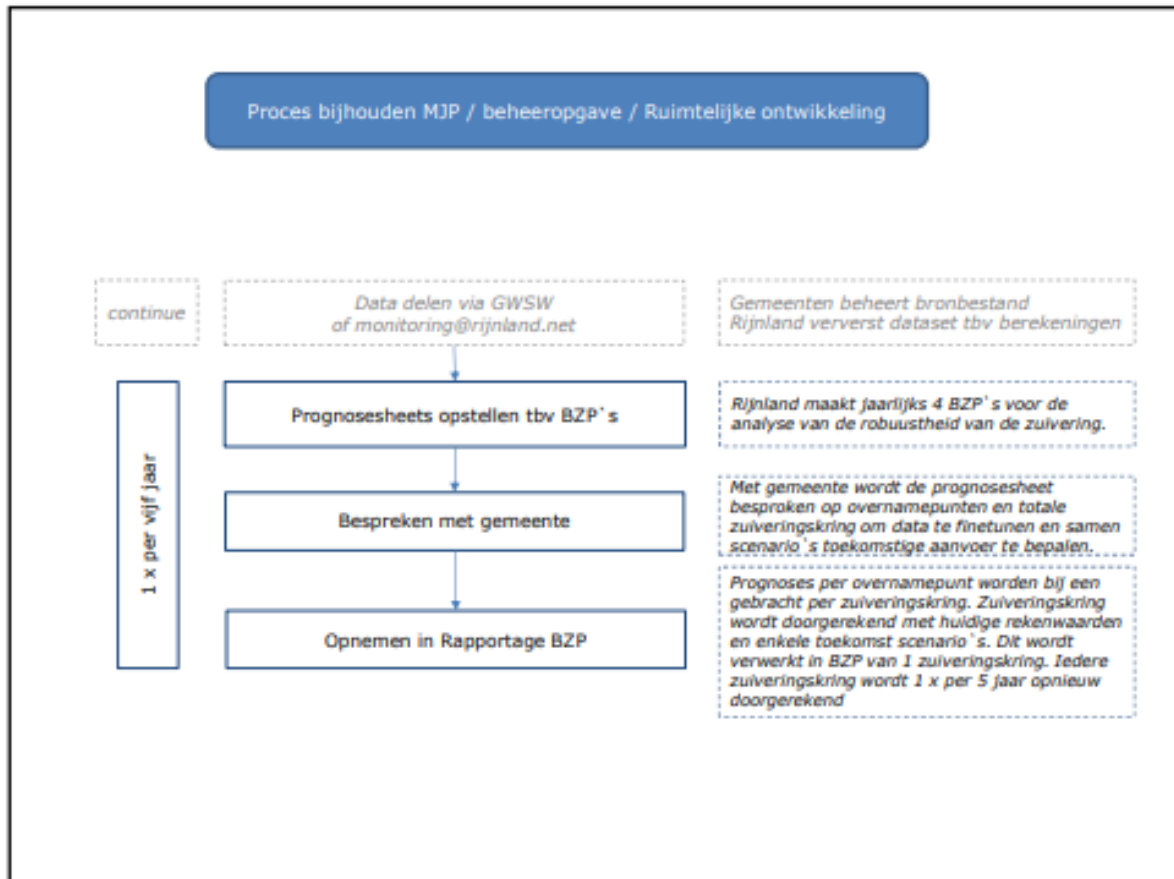 Proces bijhouden MJP / beheeropgave / Ruimtelijke ontwikkeling
continue
Data delen via GWSW
of monitoring@rijnland.net
Gemeenten beheert bronbestand
Rijnland ververst dataset tbv berekeningen
1 x per vijf jaar
Prognosesheets opstellen tbv BZP`s
Rijnland maakt jaarlijks 4 BZP`s voor de
analyse van de robuustheid van de zuivering.
Bespreken met gemeente
Met gemeente wordt de prognosesheet
besproken op overnamepunten en totale
zuiveringskring om data te finetunen en samen
scenario`s toekomstige aanvoer te bepalen.
Opnemen in Rapportage BZP
Prognoses per overnamepunt worden bij een
gebracht per zuiveringskring. Zuiveringskring
wordt doorgerekend met huidige rekenwaarden
en enkele toekomst scenario`s. Dit wordt
verwerkt in BZP van 1 zuiveringskring. Iedere
zuiveringskring wordt 1 x per 5 jaar opnieuw
doorgerekend